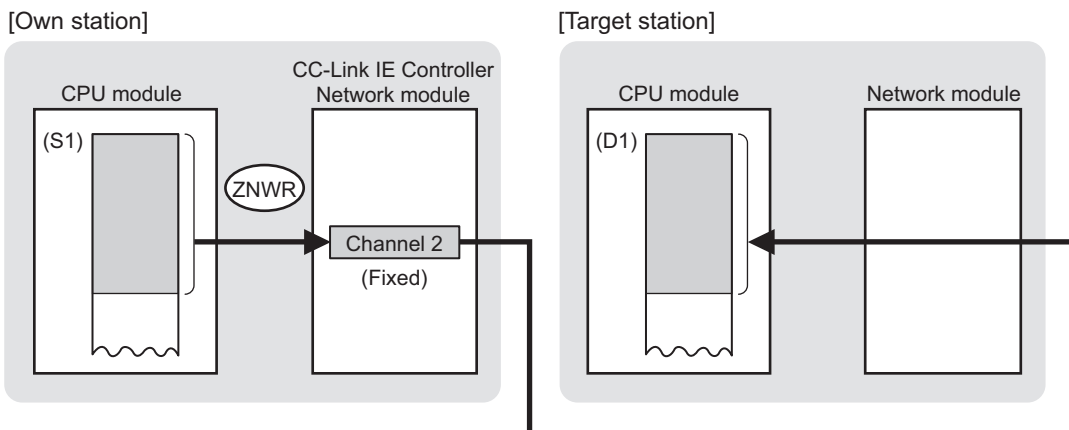 [Own station]
CPU module
CC-Link IE Controller
Network module
(S1)
ZNWR
Channel 2
(Fixed)
[Target station]
CPU module
Network module
(D1)